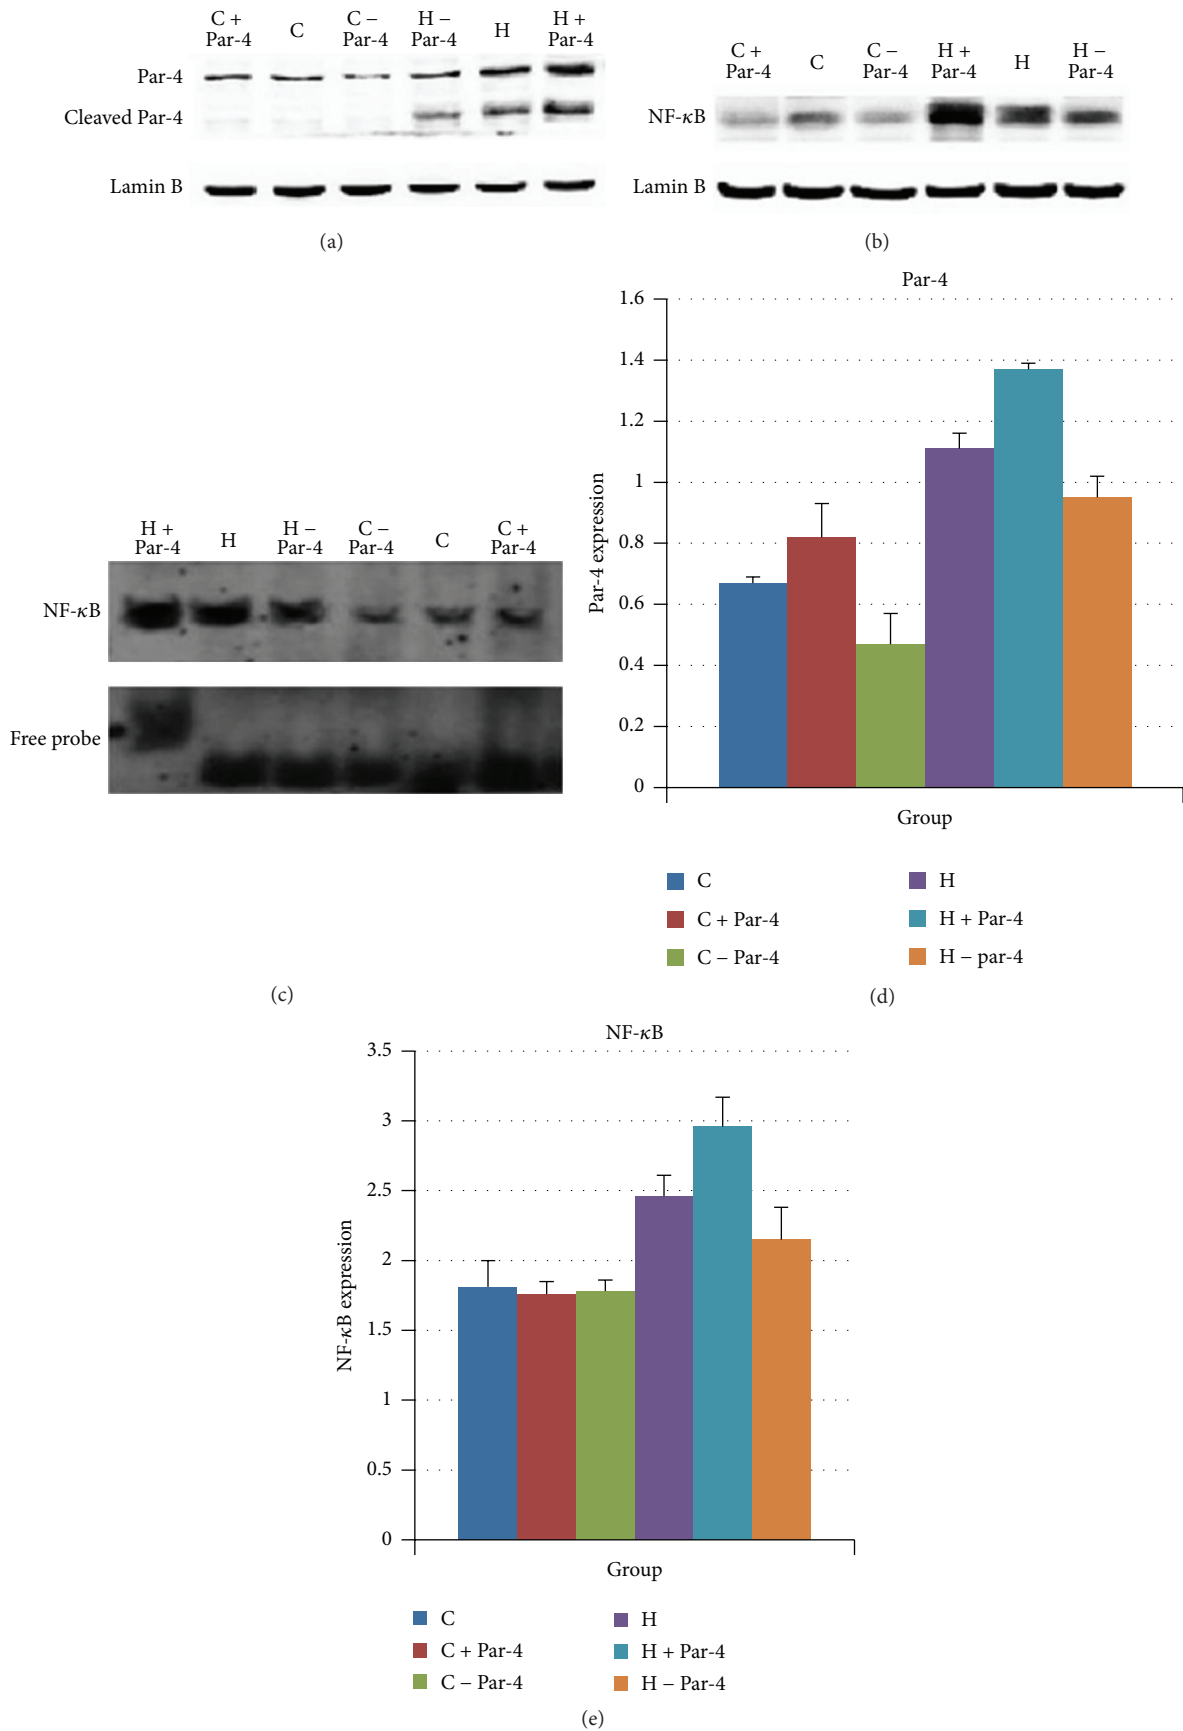 C + Par-4
C
C − Par-4
H − Par-4
H
H + Par-4
Par-4
Cleaved Par-4
Lamin B
(a)
C + Par-4
C
C − Par-4
H + Par-4
H
H − Par-4
NF-κB
Lamin B
(b)
H + Par-4
H
H − Par-4
C − Par-4
C
C + Par-4
NF-κB
Free probe
(c)
Par-4
1.6
1.4
1.2
1
0.8
0.6
0.4
0.2
0
Par-4 expression
Group
C
C + Par-4
C − Par-4
H
H + Par-4
H − par-4
(d)
NF-κB
3.5
3
2.5
2
1.5
1
0.5
0
NF-κB expression
Group
C
C + Par-4
C − Par-4
H
H + Par-4
H − Par-4
(e)